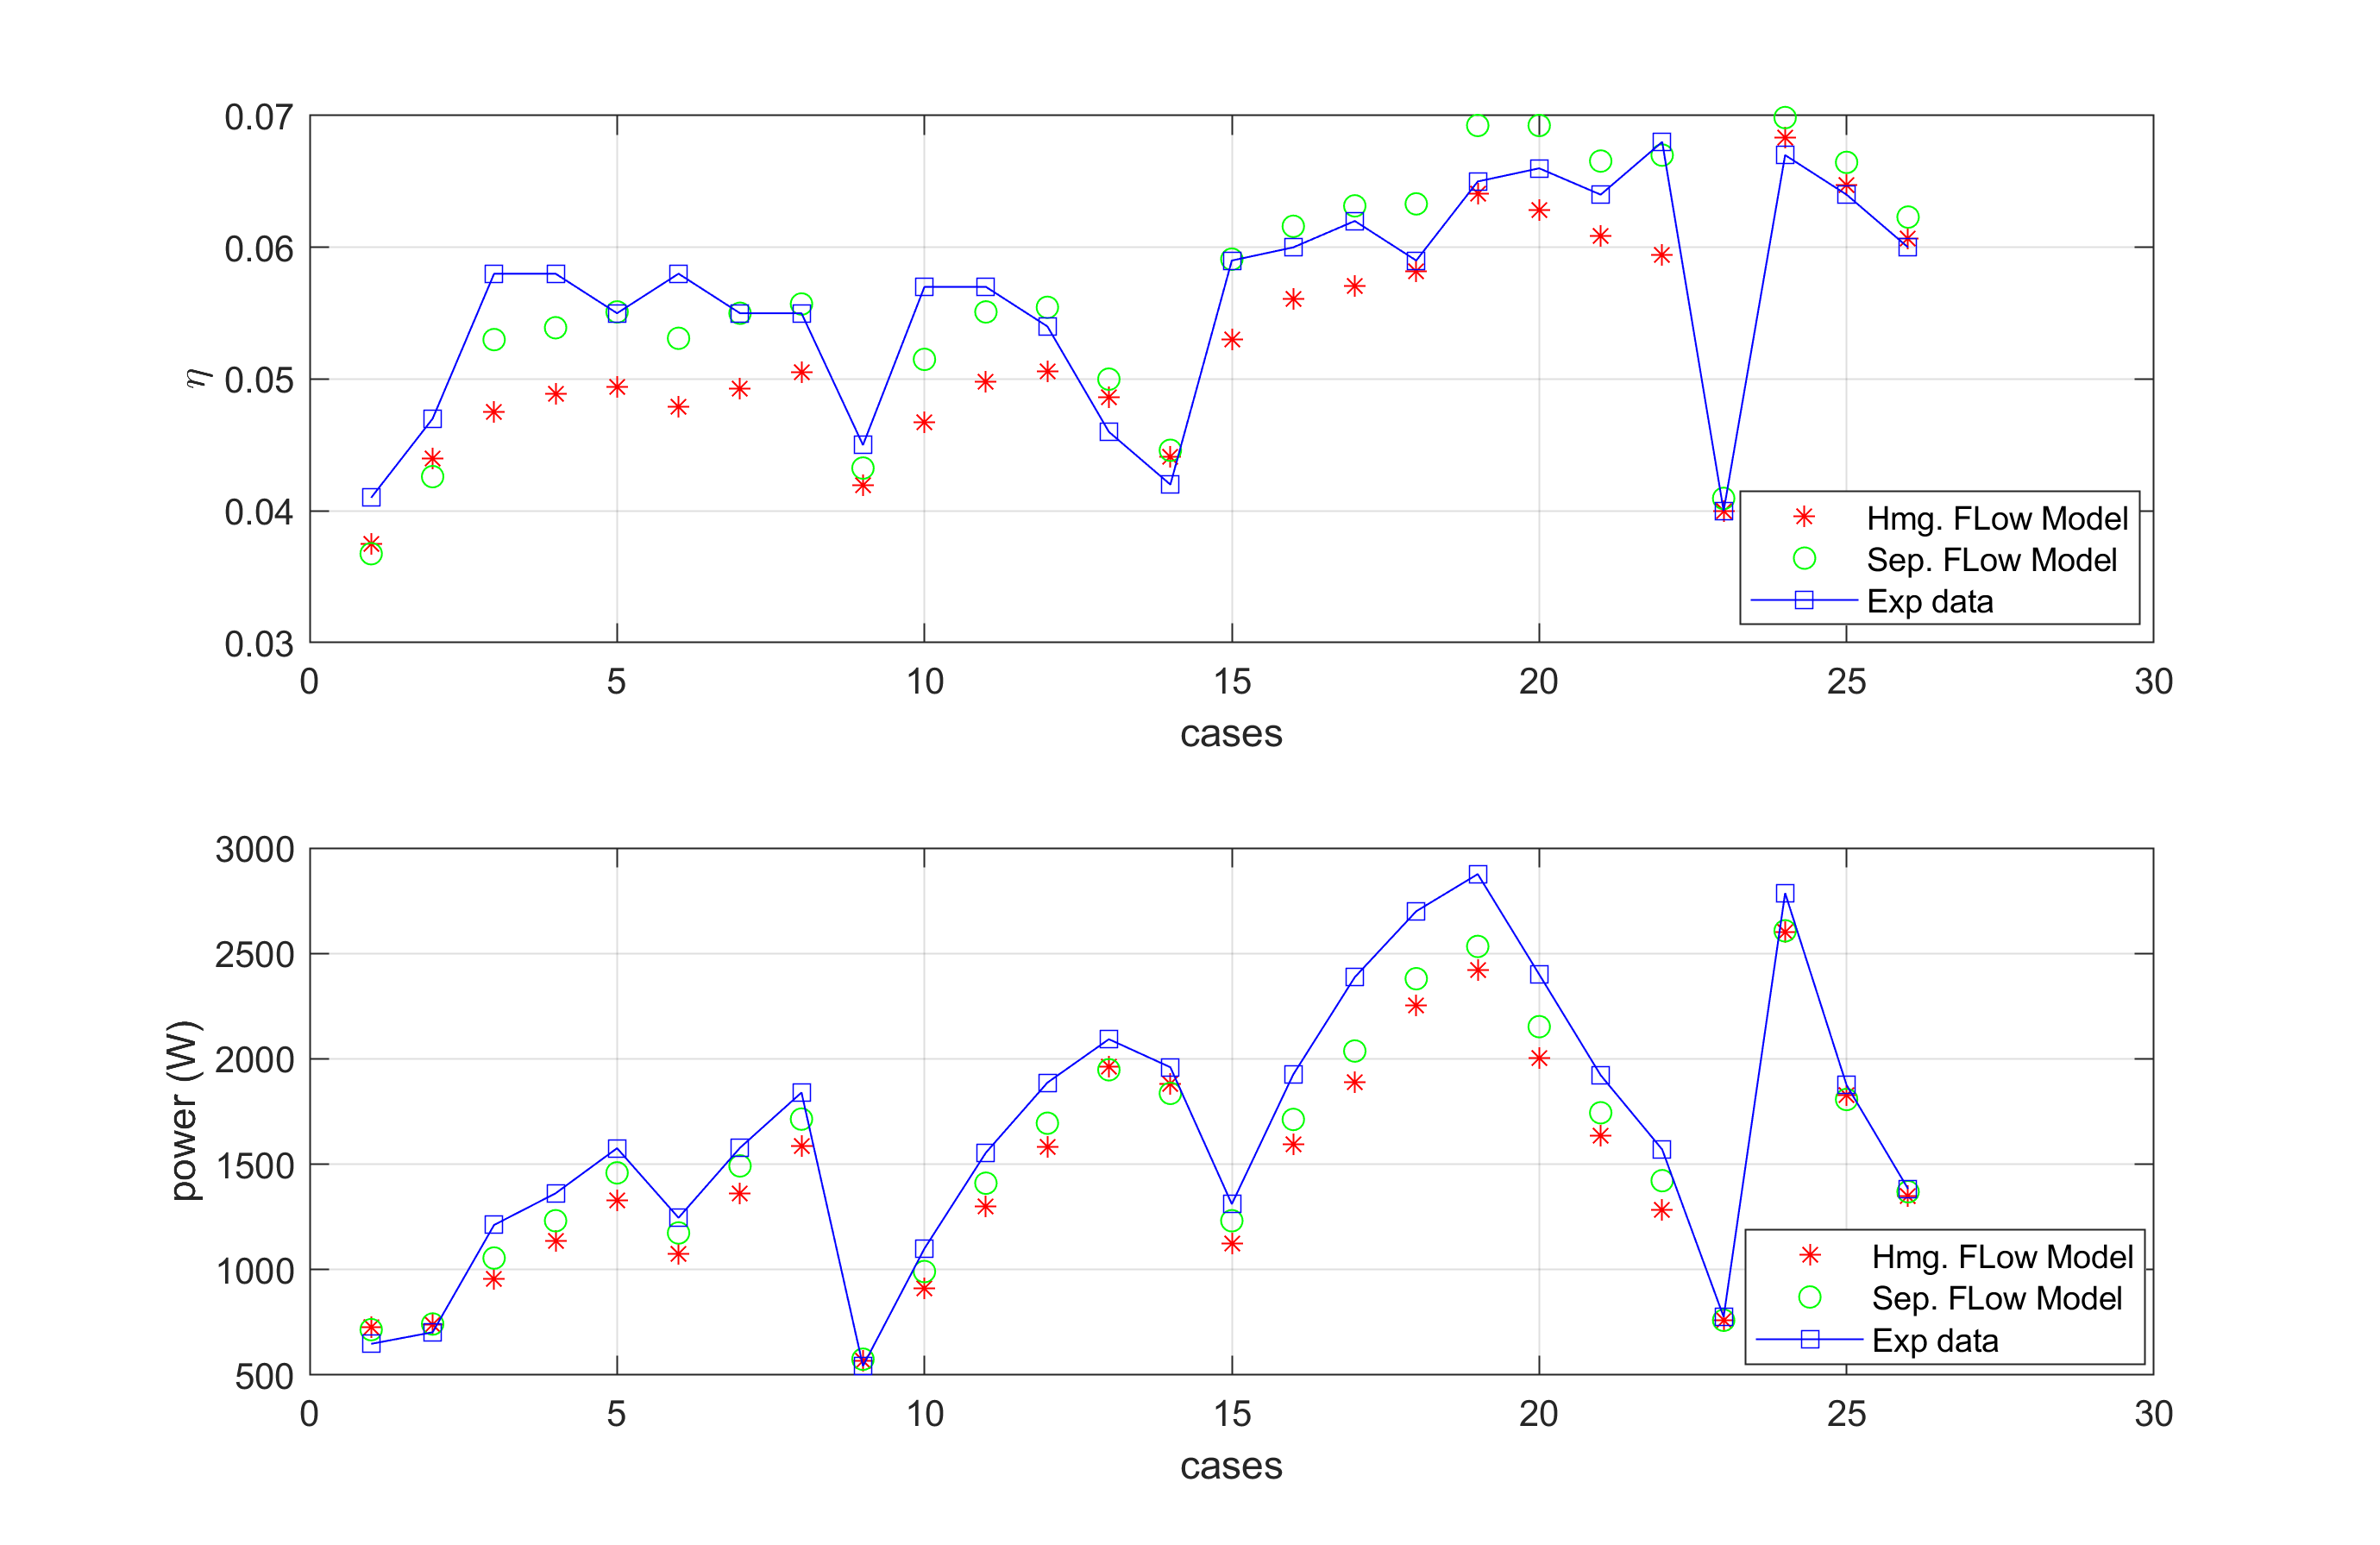 0.07
0.06
0.05
0.04
0.03
η
0 5 10 15 20 25 30
cases
Hmg. FLow Model
Sep. FLow Model
Exp data
3000
2500
2000
1500
1000
500
power (W)
0 5 10 15 20 25 30
cases
Hmg. FLow Model
Sep. FLow Model
Exp data